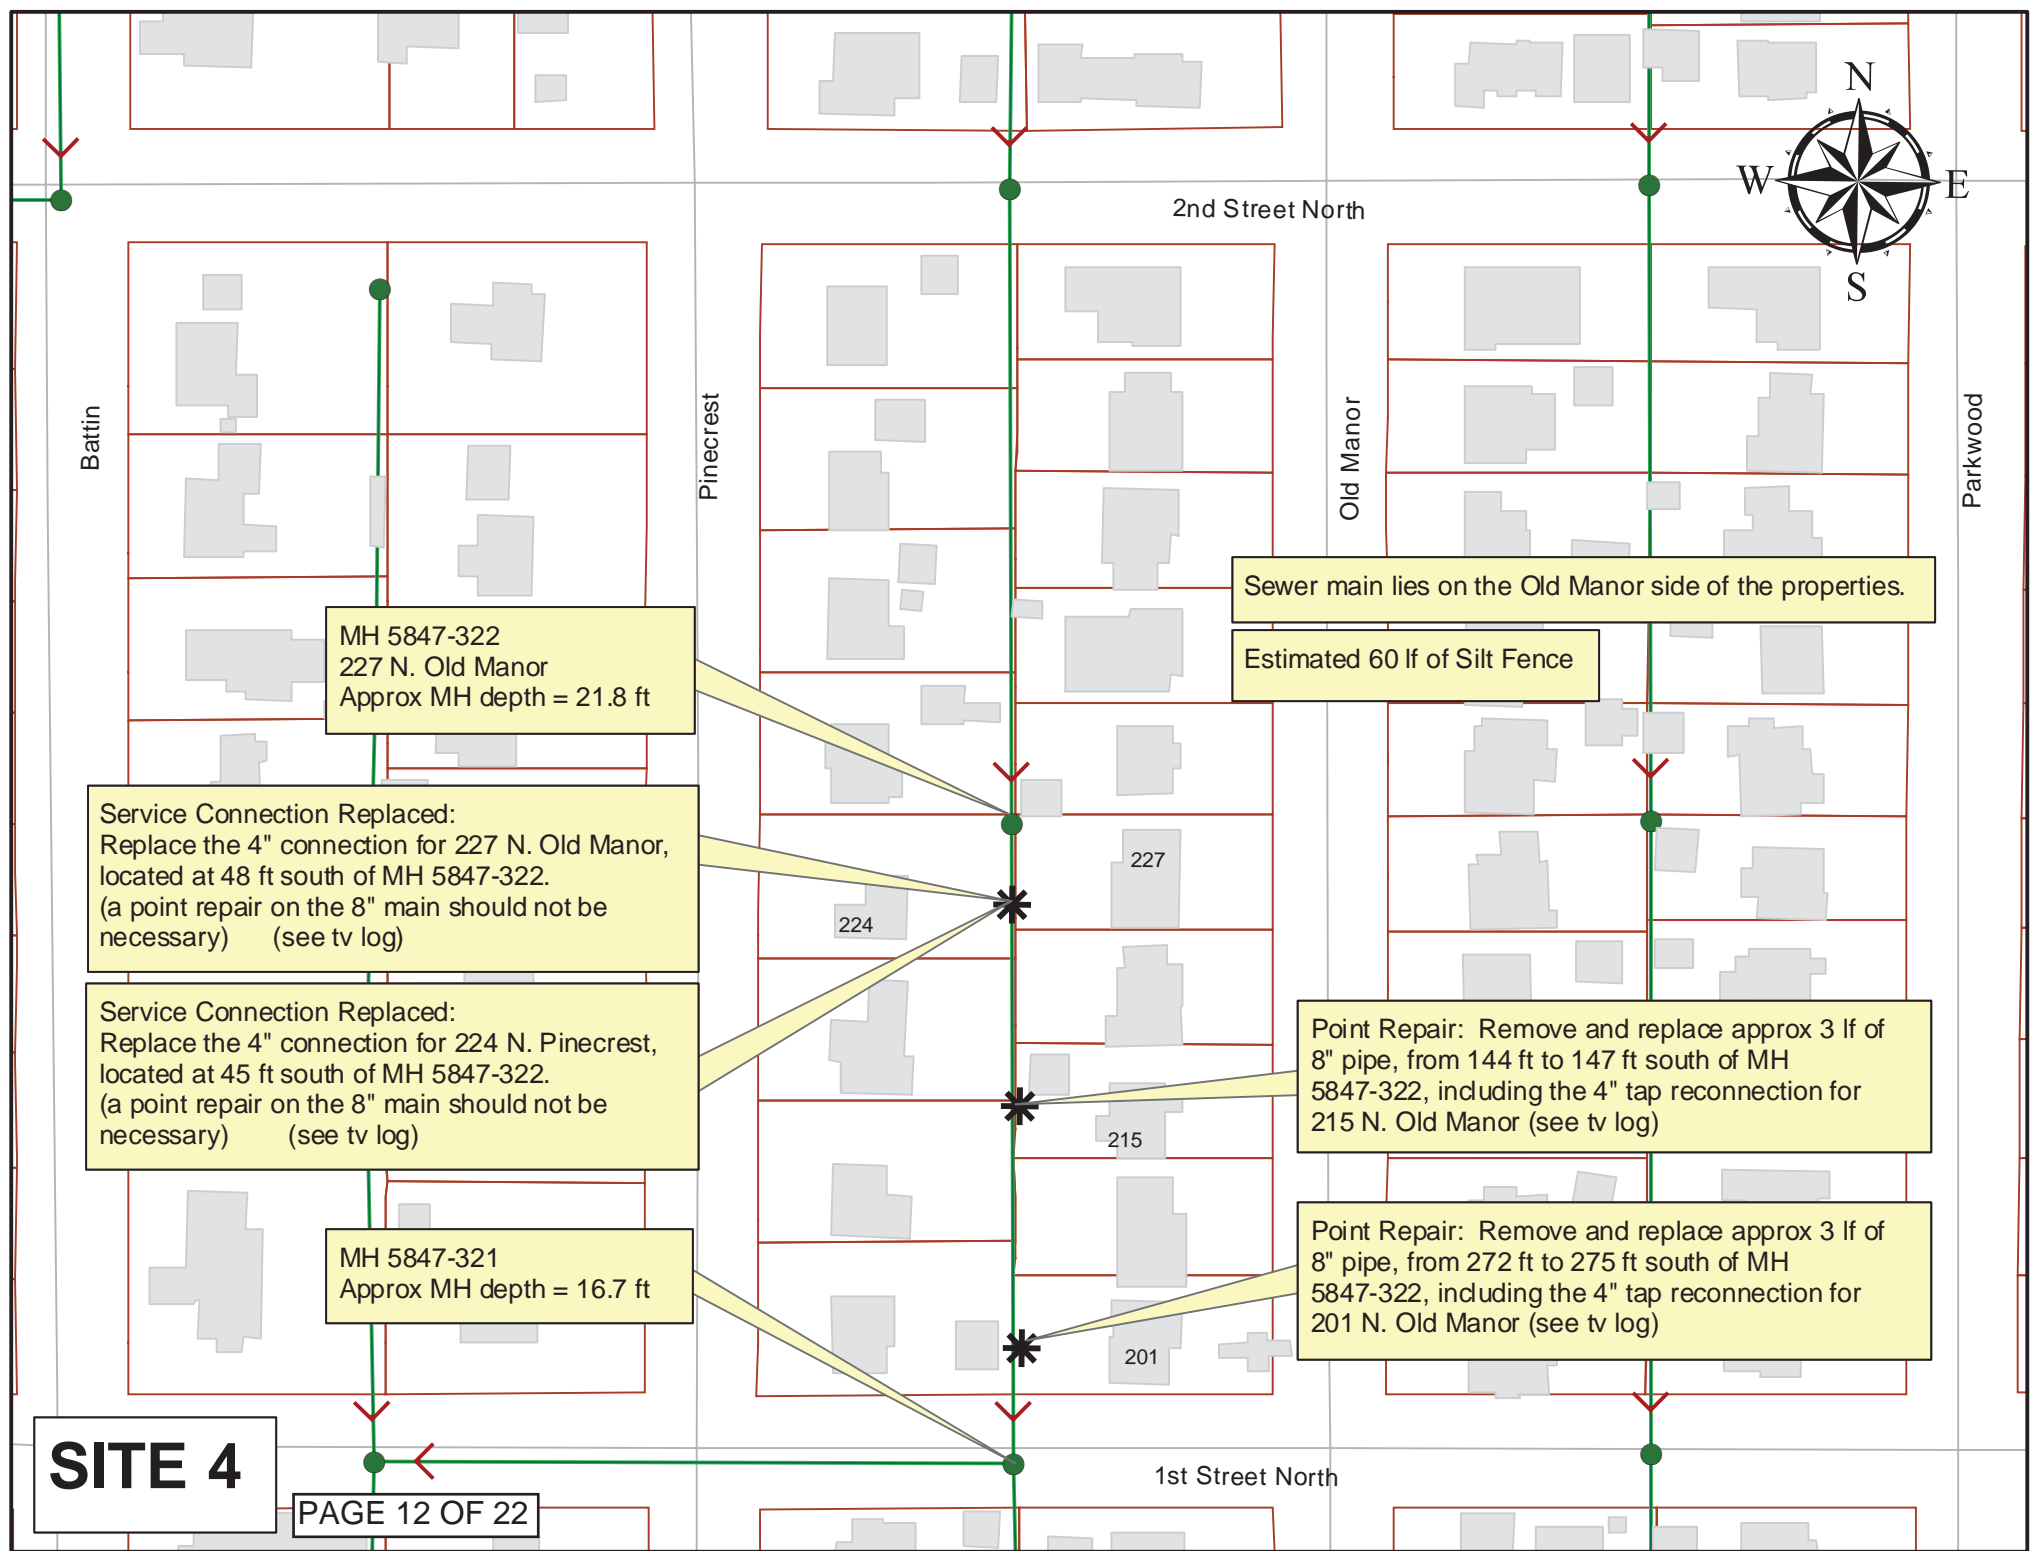 N
W
E
S
2nd Street North
Battin
Pinecrest
Old Manor
Parkwood
Sewer main lies on the Old Manor side of the properties.
Estimated 60 lf of Silt Fence
MH 5847-322
227 N. Old Manor
Approx MH depth = 21.8 ft
Service Connection Replaced:
Replace the 4" connection for 227 N. Old Manor,
located at 48 ft south of MH 5847-322.
(a point repair on the 8" main should not be
necessary) (see tv log)
227
224
Service Connection Replaced:
Replace the 4" connection for 224 N. Pinecrest,
located at 45 ft south of MH 5847-322.
(a point repair on the 8" main should not be
necessary) (see tv log)
Point Repair: Remove and replace approx 3 lf of
8" pipe, from 144 ft to 147 ft south of MH
5847-322, including the 4" tap reconnection for
215 N. Old Manor (see tv log)
215
MH 5847-321
Approx MH depth = 16.7 ft
Point Repair: Remove and replace approx 3 lf of
8" pipe, from 272 ft to 275 ft south of MH
5847-322, including the 4" tap reconnection for
201 N. Old Manor (see tv log)
201
SITE 4
1st Street North
PAGE 12 OF 22